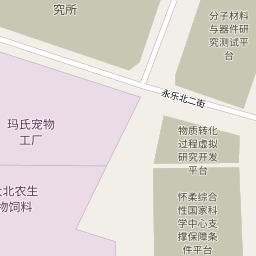 究所
分子材料
与器件研
究测试平
台
永乐北二街
玛氏宠物
工厂
物质转化
过程虚拟
研究开发
平台
北农生
物饲料
怀柔综合
性国家科
学中心支
撑保障条
件平台